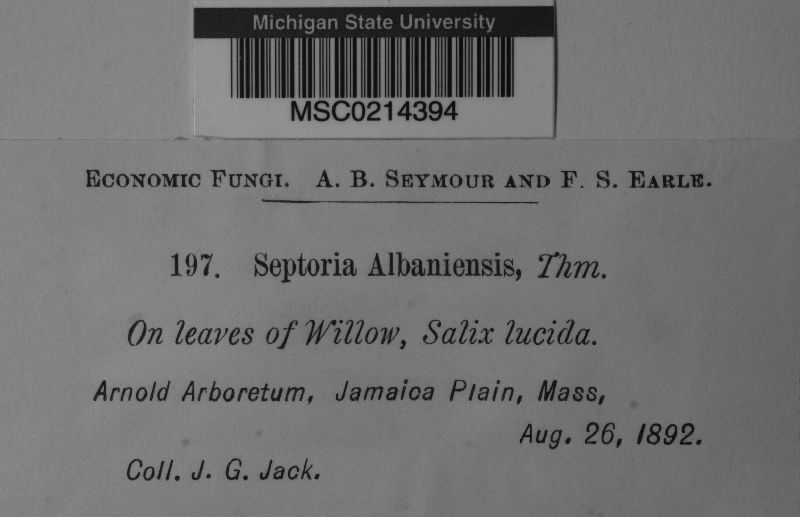 Michigan State University
MSC0214394
Economic Fungi. A. B. Seymour and F. S. Earle.
197. Septoria Albaniensis, Thm.
On leaves of Willow, Salix lucida.
Arnold Arboretum, Jamaica Plain, Mass,
Aug. 26, 1892.
Coll. J. G. Jack.